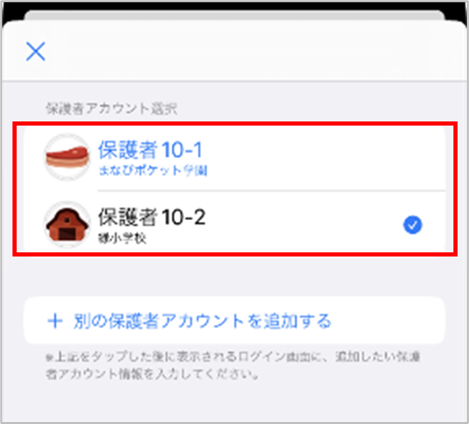 保護者アカウント選択
保護者10-1
まなびポケット学園
保護者10-2
緑小学校
+ 別の保護者アカウントを追加する
※上記をタップした後に表示されるログイン画面に、追加したい保護
者アカウント情報を入力してください。